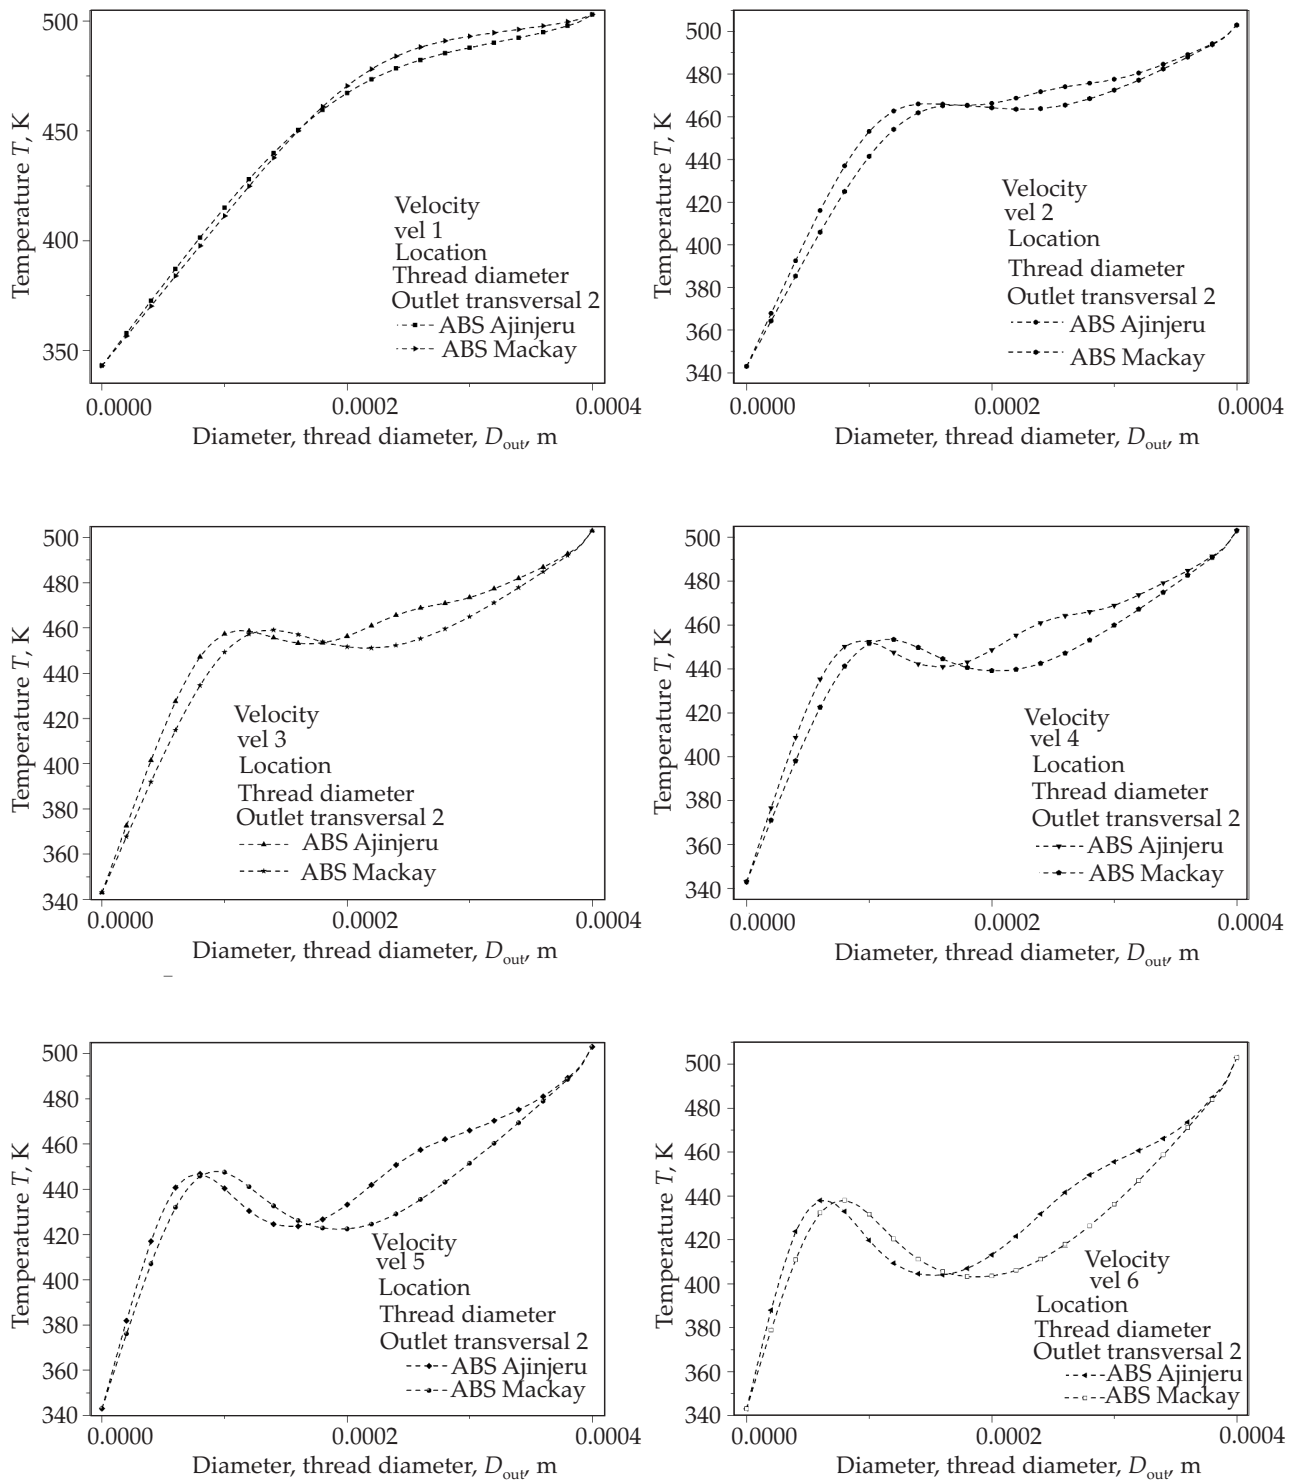 500
450
400
350
Temperature T, K
Velocity
vel 1
Location
Thread diameter
Outlet transversal 2
ABS Ajinjeru
ABS Mackay
0.0000
0.0002
0.0004
Diameter, thread diameter, Dout, m
500
480
460
440
420
400
380
360
340
Temperature T, K
Velocity
vel 2
Location
Thread diameter
Outlet transversal 2
ABS Ajinjeru
ABS Mackay
0.0000
0.0002
0.0004
Diameter, thread diameter, Dout, m
500
480
460
440
420
400
380
360
340
Temperature T, K
Velocity
vel 3
Location
Thread diameter
Outlet transversal 2
ABS Ajinjeru
ABS Mackay
0.0000
0.0002
0.0004
Diameter, thread diameter, Dout, m
500
480
460
440
420
400
380
360
340
Temperature T, K
Velocity
vel 4
Location
Thread diameter
Outlet transversal 2
ABS Ajinjeru
ABS Mackay
0.0000
0.0002
0.0004
Diameter, thread diameter, Dout, m
500
480
460
440
420
400
380
360
340
Temperature T, K
Velocity
vel 5
Location
Thread diameter
Outlet transversal 2
ABS Ajinjeru
ABS Mackay
0.0000
0.0002
0.0004
Diameter, thread diameter, Dout, m
500
480
460
440
420
400
380
360
340
Temperature T, K
Velocity
vel 6
Location
Thread diameter
Outlet transversal 2
ABS Ajinjeru
ABS Mackay
0.0000
0.0002
0.0004
Diameter, thread diameter, Dout, m